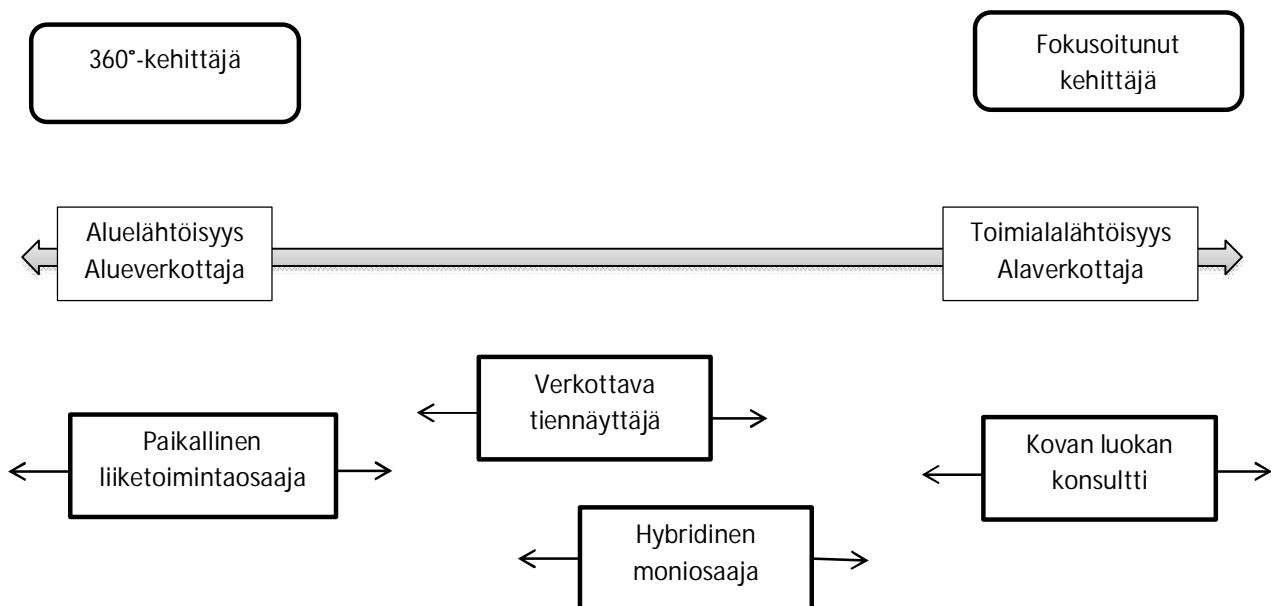 360°-kehittäjä
Fokusoitunut
kehittäjä
Aluelähtöisyys
Alueverkottaja
Toimialalähtöisyys
Alaverkottaja
Verkottava
tiennäyttäjä
Paikallinen
liiketoimintaosaaja
Kovan luokan
konsultti
Hybridinen
moniosaaja